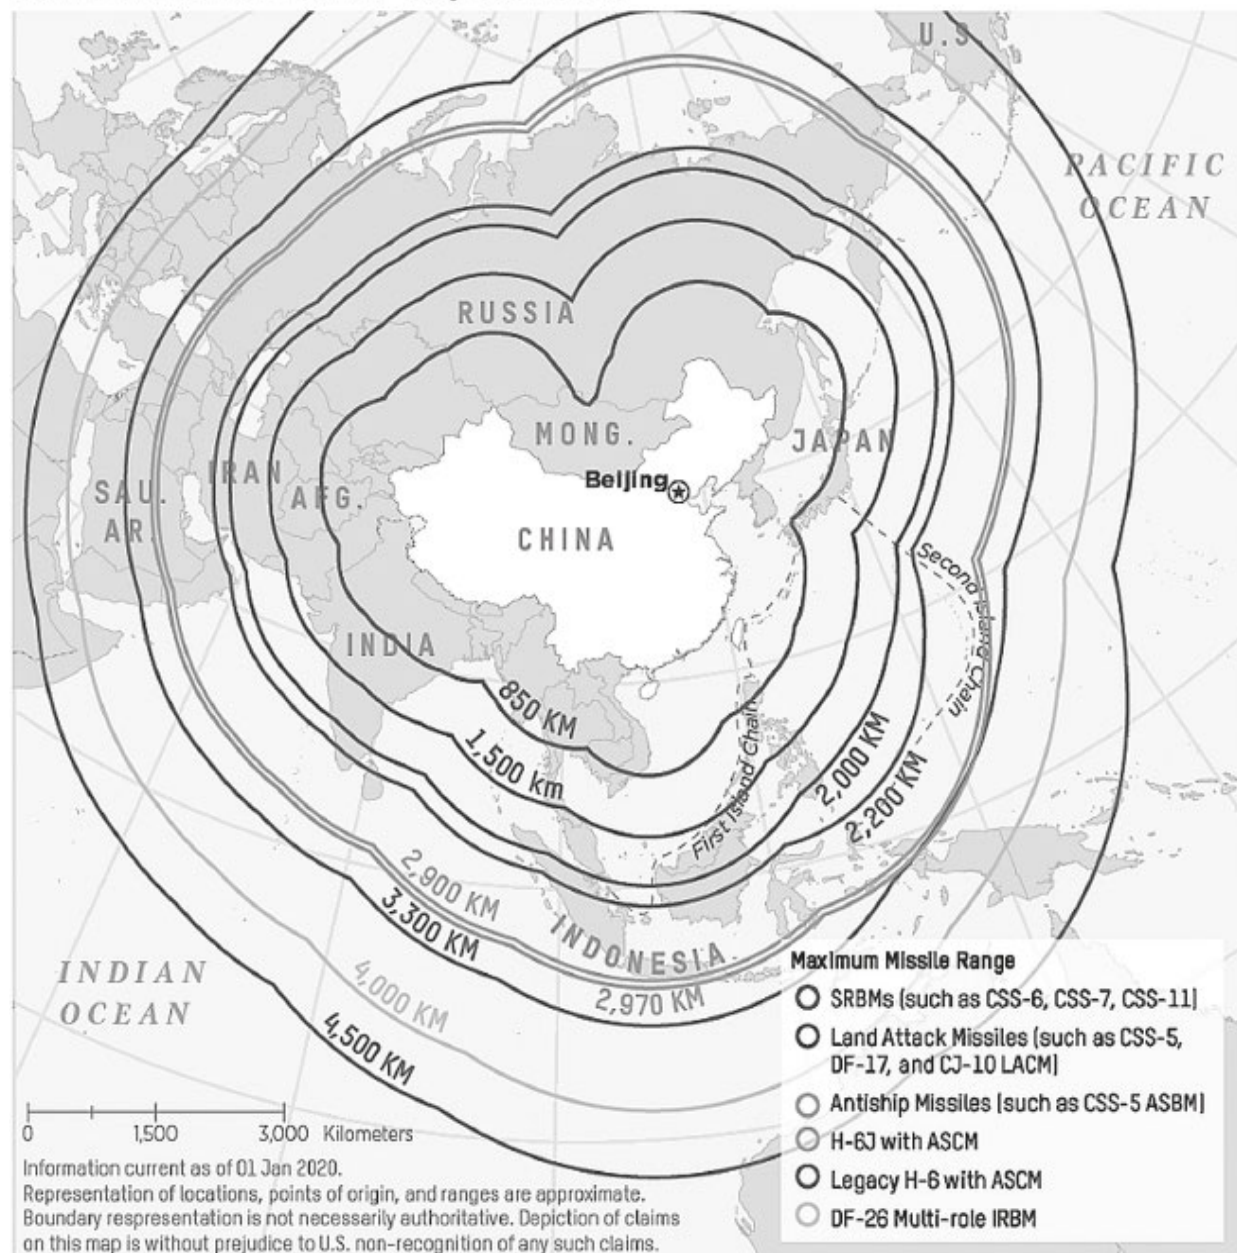 U.S
PACIFIC
OCEAN
RUSSIA
MONG.
JAPAN
Beijing
IRAN
SAU.
AR.
AFG.
CHINA
Second Island Chain
INDIA
850 KM
1,500 km
2,000 KM
2,200 KM
First Island Chain
2,900 KM
3,300 KM
INDONESIA
2,970 KM
4,000 KM
4,500 KM
INDIAN
OCEAN
Maximum Missile Range
SRBMs (such as CSS-6, CSS-7, CSS-11)
Land Attack Missiles (such as CSS-5,
DF-17, and CJ-10 LACM)
Antiship Missiles (such as CSS-5 ASBM)
H-6J with ASCM
Legacy H-6 with ASCM
DF-26 Multi-role IRBM
0 1,500 3,000 Kilometers
Information current as of 01 Jan 2020.
Representation of locations, points of origin, and ranges are approximate.
Boundary respresentation is not necessarily authoritative. Depiction of claims
on this map is without prejudice to U.S. non-recognition of any such claims.